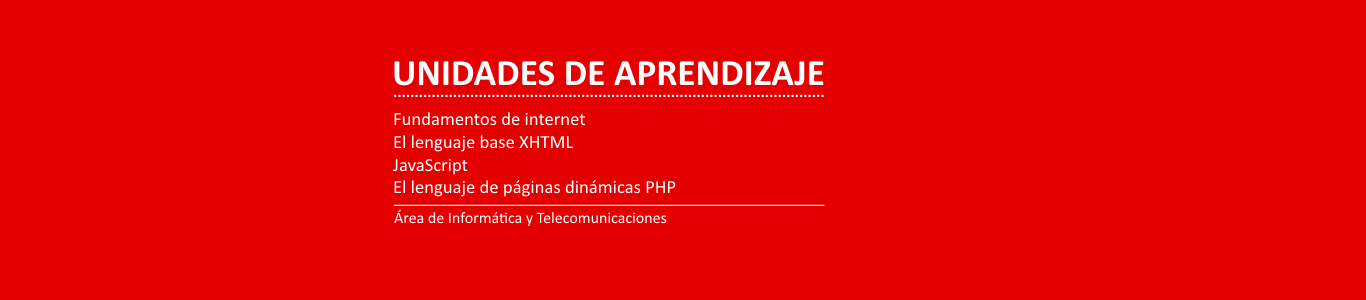 UNIDADES DE APRENDIZAJE
Fundamentos de internet
El lenguaje base XHTML
JavaScript
El lenguaje de páginas dinámicas PHP
Área de Informática y Telecomunicaciones